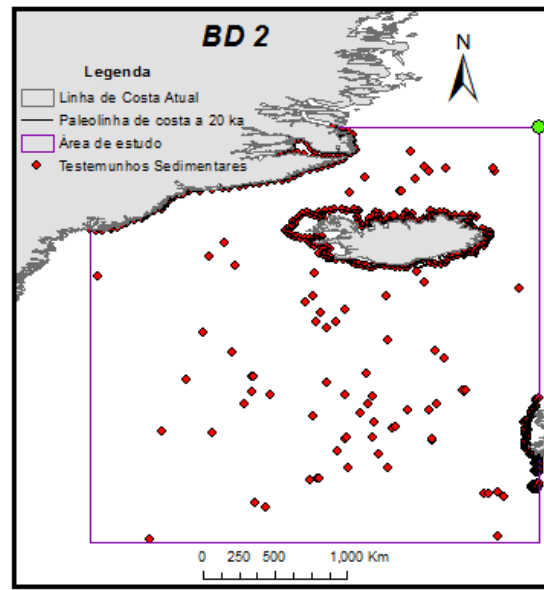 BD 2
N
Legenda
Linha de Costa Atual
Paleolinha de costa a 20 ka
Área de estudo
Testemunhos Sedimentares
0 250 500 1,000 Km